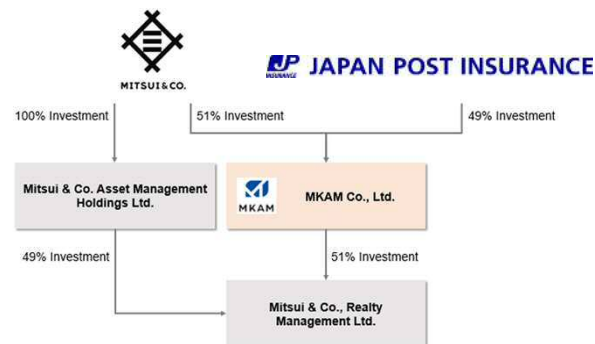 MITSUI & CO.
JP
INSURANCE
JAPAN POST INSURANCE
100% Investment
51% Investment
49% Investment
Mitsui & Co. Asset Management
Holdings Ltd.
MKAM
MKAM Co., Ltd.
49% Investment
51% Investment
Mitsui & Co., Realty
Management Ltd.